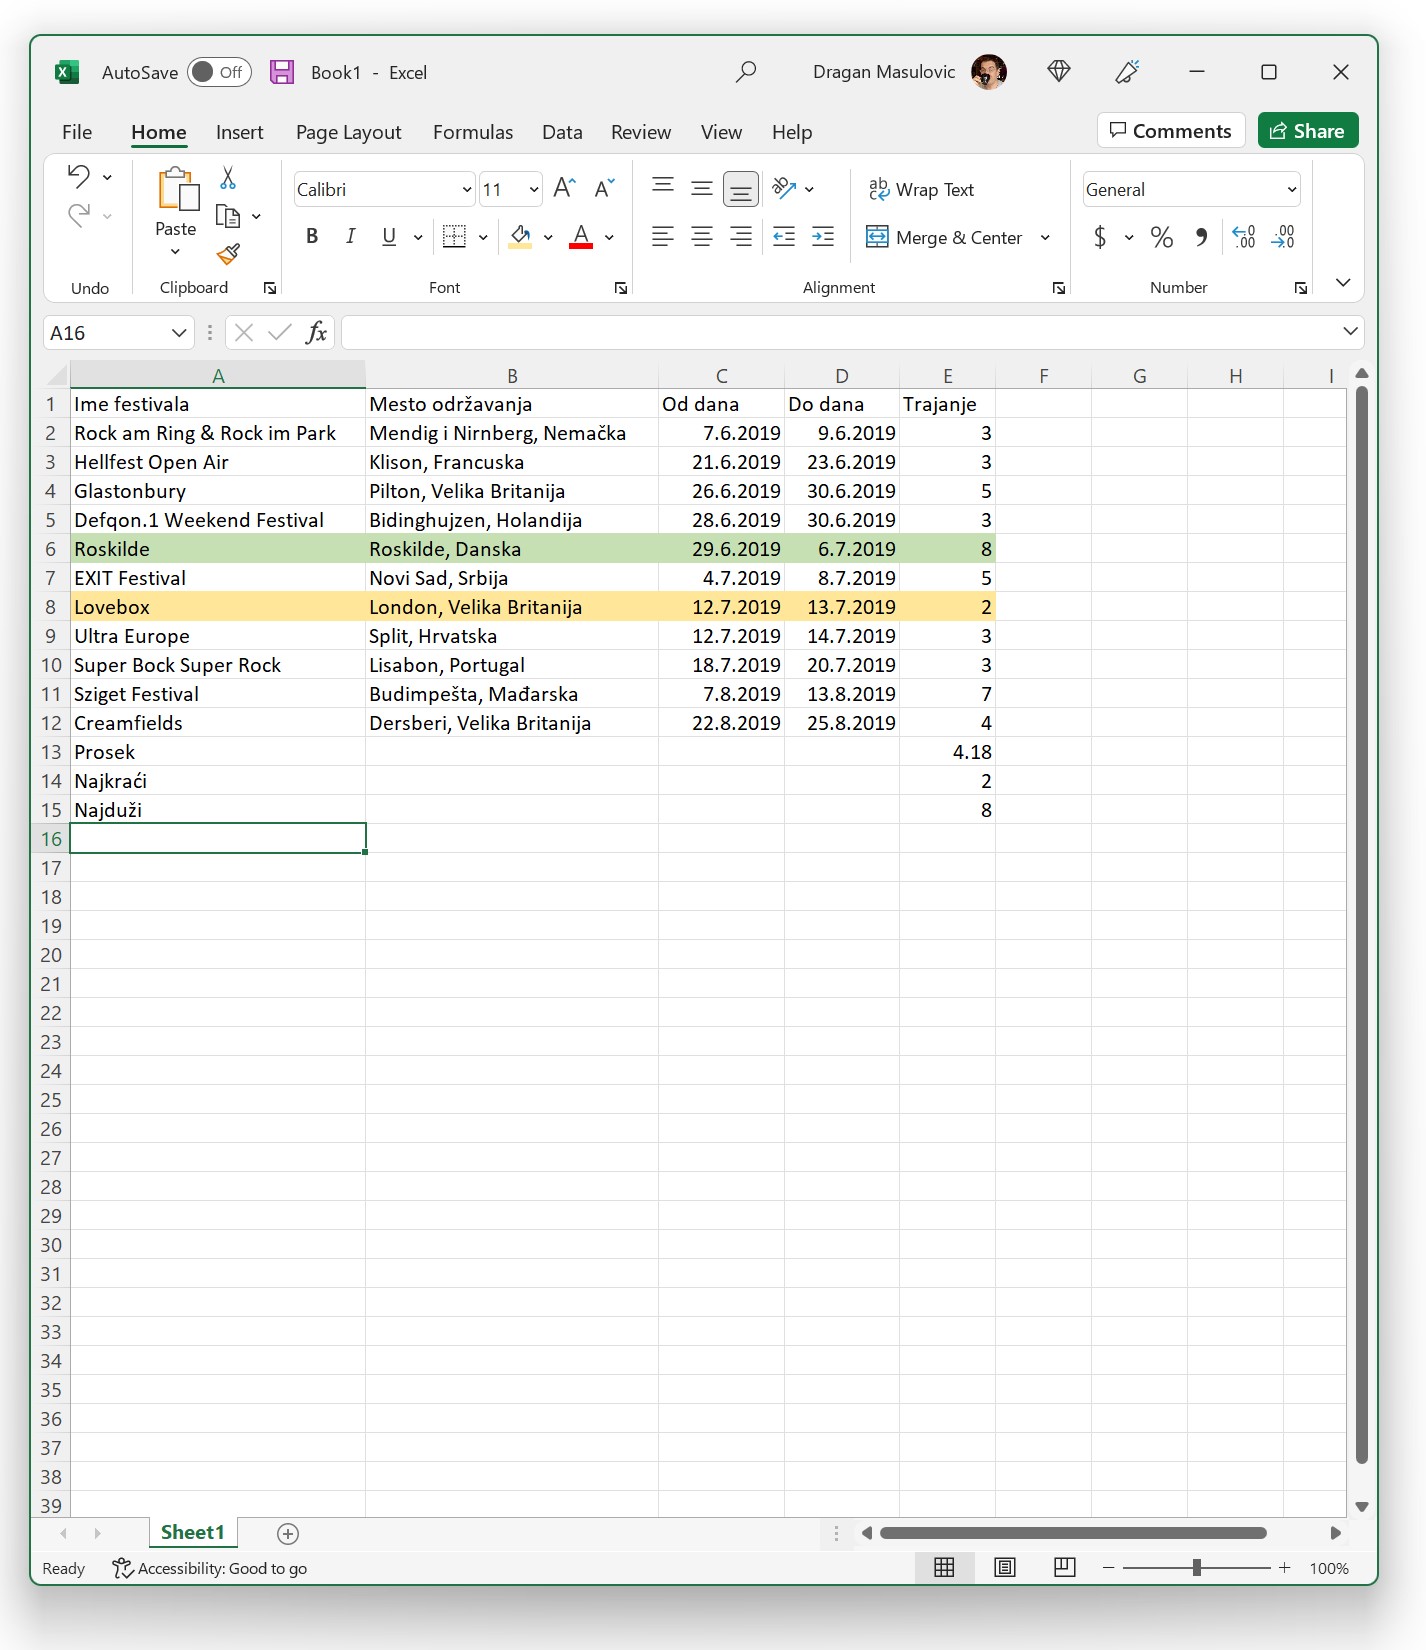 AutoSave Off Book1 - Excel Dragan Masulovic
File Home Insert Page Layout Formulas Data Review View Help Comments Share
Calibri 11 ab Wrap Text General
Paste B I U A Merge & Center $ % , .00 .00
Undo Clipboard Font Alignment Number
A16 fx
A B C D E F G H I
1 Ime festivala Mesto održavanja Od dana Do dana Trajanje
2 Rock am Ring & Rock im Park Mendig i Nirnberg, Nemačka 7.6.2019 9.6.2019 3
3 Hellfest Open Air Klison, Francuska 21.6.2019 23.6.2019 3
4 Glastonbury Pilton, Velika Britanija 26.6.2019 30.6.2019 5
5 Defqon.1 Weekend Festival Bidinghujzen, Holandija 28.6.2019 30.6.2019 3
6 Roskilde Roskilde, Danska 29.6.2019 6.7.2019 8
7 EXIT Festival Novi Sad, Srbija 4.7.2019 8.7.2019 5
8 Lovebox London, Velika Britanija 12.7.2019 13.7.2019 2
9 Ultra Europe Split, Hrvatska 12.7.2019 14.7.2019 3
10 Super Bock Super Rock Lisabon, Portugal 18.7.2019 20.7.2019 3
11 Sziget Festival Budimpešta, Mađarska 7.8.2019 13.8.2019 7
12 Creamfields Dersberi, Velika Britanija 22.8.2019 25.8.2019 4
13 Prosek 4.18
14 Najkraći 2
15 Najduži 8
16
17
18
19
20
21
22
23
24
25
26
27
28
29
30
31
32
33
34
35
36
37
38
39
Sheet1
Ready Accessibility: Good to go 100%